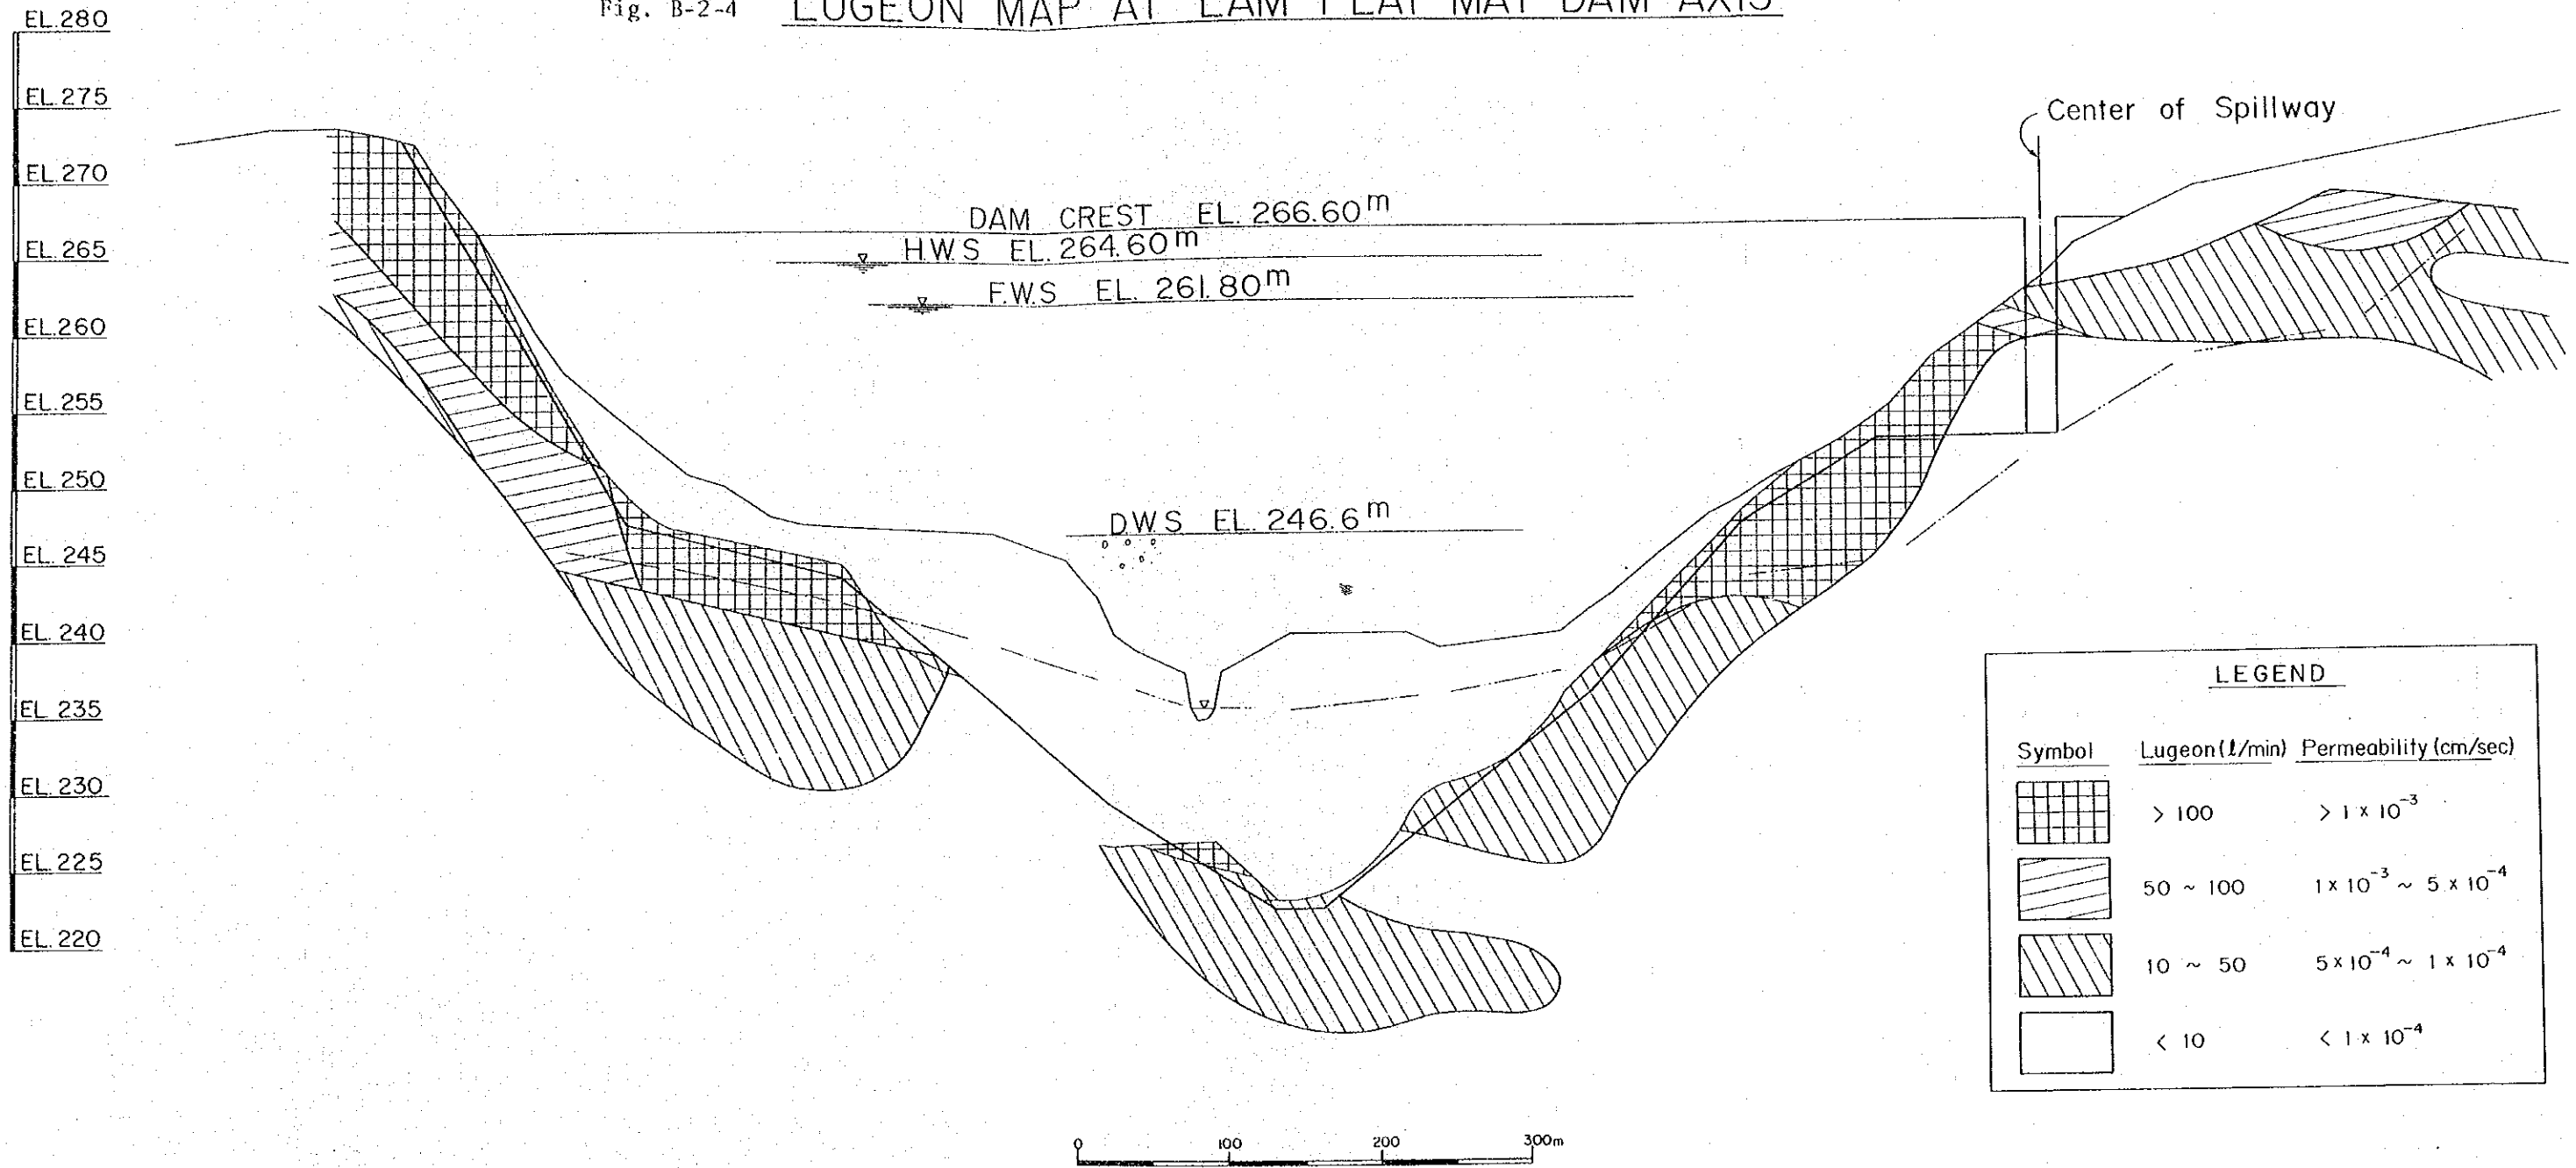 Fig. B-2-4 LUGEON MAP AT LAM PLAI MAT DAM AXIS
EL.280
EL.275
EL.270
EL.265
EL.260
EL.255
EL.250
EL.245
EL.240
EL 235
EL.230
EL.225
EL.220
Center of Spillway
DAM CREST EL. 266.60m
H.W.S EL. 264.60m
F.W.S EL. 261.80m
D.W.S EL. 246.6m
LEGEND
Symbol Lugeon(ℓ/min) Permeability (cm/sec)
> 100 > 1 x 10⁻³
50 ~ 100 1 x 10⁻³ ~ 5 x 10⁻⁴
10 ~ 50 5 x 10⁻⁴ ~ 1 x 10⁻⁴
< 10 < 1 x 10⁻⁴
0 100 200 300m